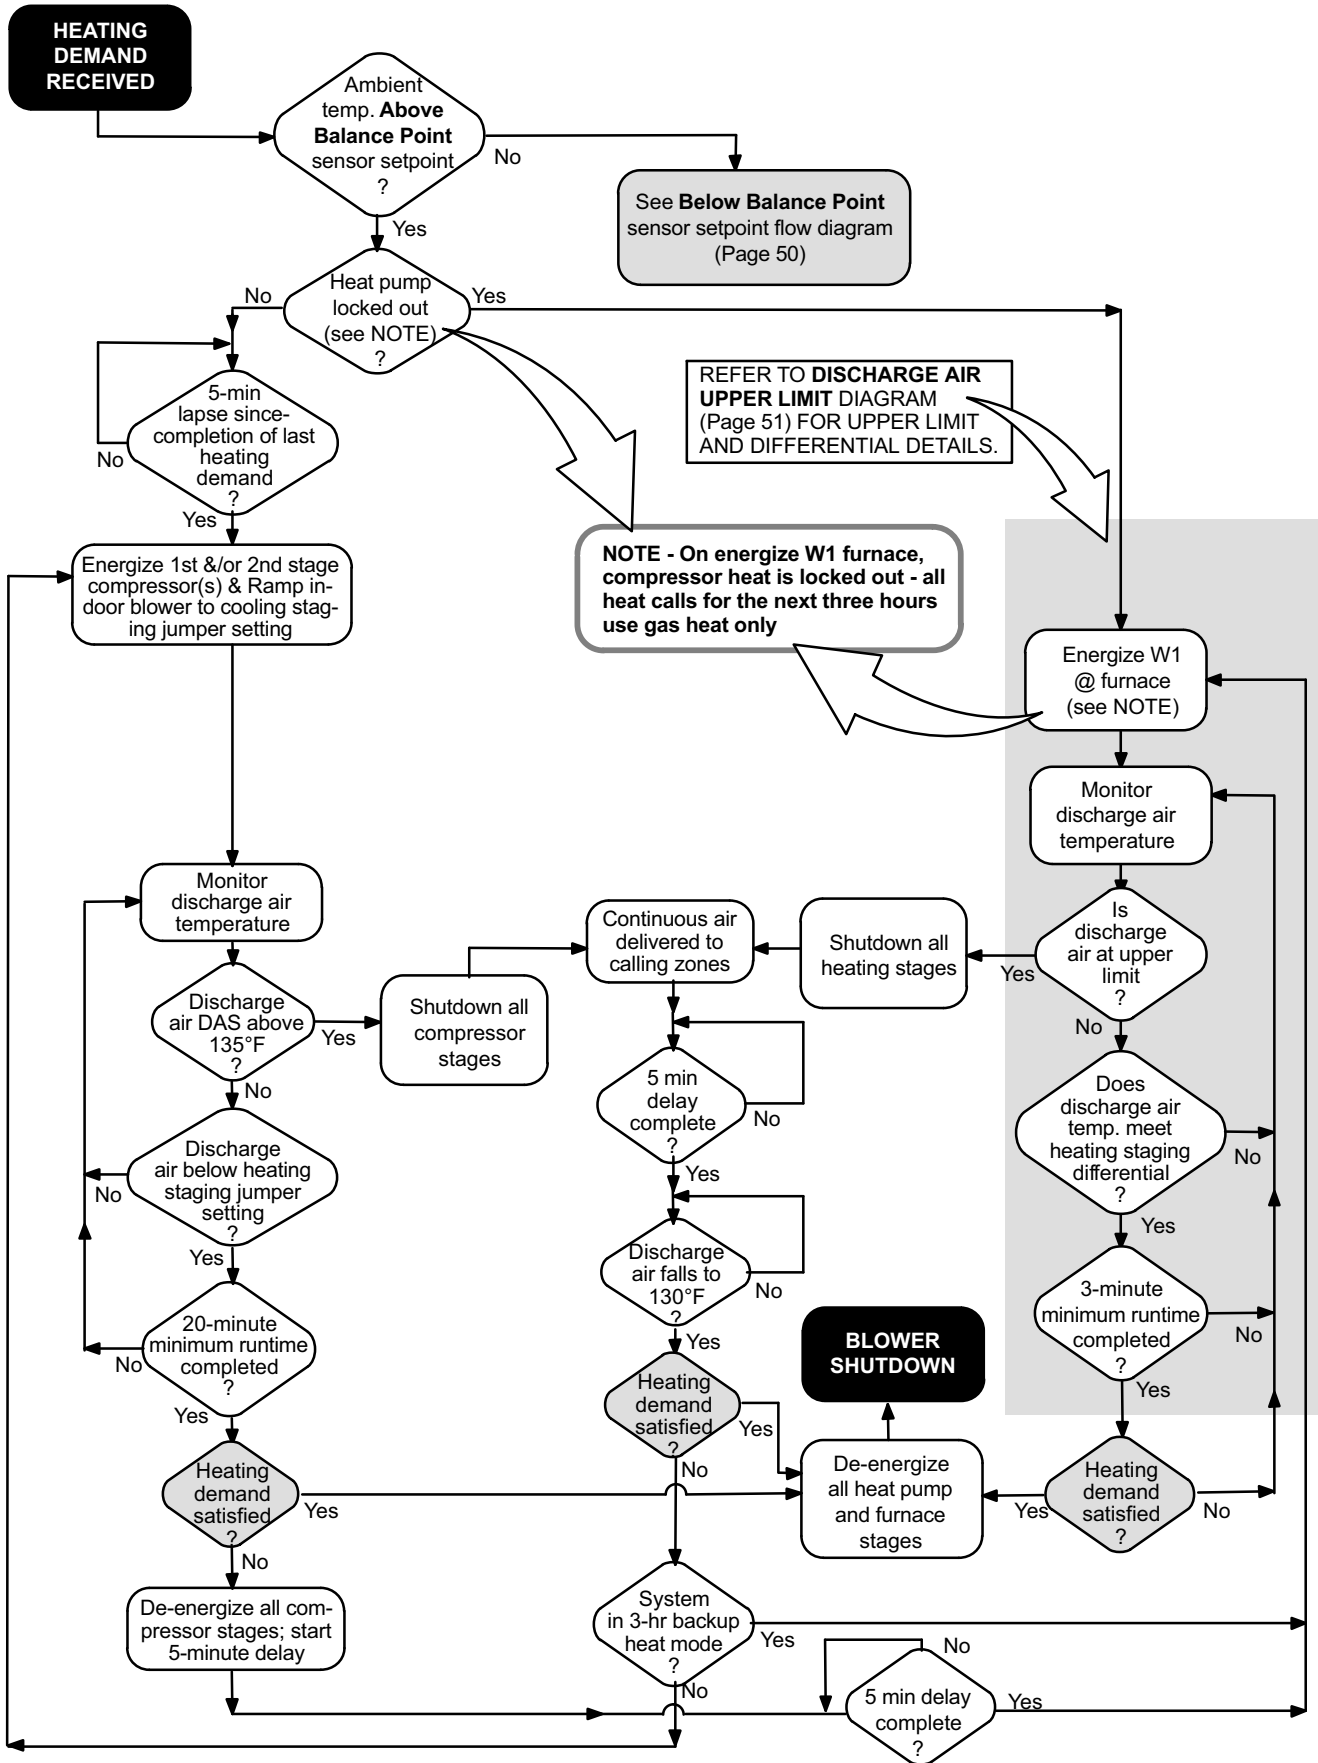 HEATING
DEMAND
RECEIVED
Ambient
temp. Above
Balance Point
sensor setpoint
?
No
See Below Balance Point
sensor setpoint flow diagram
(Page 50)
Yes
Heat pump
locked out
(see NOTE)
?
No
Yes
REFER TO DISCHARGE AIR
UPPER LIMIT DIAGRAM
(Page 51) FOR UPPER LIMIT
AND DIFFERENTIAL DETAILS.
5-min
lapse since-
completion of last
heating
demand
?
No
Yes
Energize 1st &/or 2nd stage
compressor(s) & Ramp in-
door blower to cooling stag-
ing jumper setting
NOTE - On energize W1 furnace,
compressor heat is locked out - all
heat calls for the next three hours
use gas heat only
Energize W1
@ furnace
(see NOTE)
Monitor
discharge air
temperature
Monitor
discharge air
temperature
Continuous air
delivered to
calling zones
Shutdown all
heating stages
Is
discharge
air at upper
limit
?
Yes
No
Discharge
air DAS above
135°F
?
Yes
No
Shutdown all
compressor
stages
5 min
delay
complete
?
No
Yes
Does
discharge air
temp. meet
heating staging
differential
?
No
Yes
Discharge
air below heating
staging jumper
setting
?
No
Yes
Discharge
air falls to
130°F
?
No
Yes
3-minute
minimum runtime
completed
?
No
Yes
20-minute
minimum runtime
completed
?
No
Yes
BLOWER
SHUTDOWN
Heating
demand
satisfied
?
Yes
No
De-energize
all heat pump
and furnace
stages
Heating
demand
satisfied
?
Yes
No
Heating
demand
satisfied
?
Yes
No
De-energize all com-
pressor stages; start
5-minute delay
System
in 3-hr backup
heat mode
?
Yes
No
5 min delay
complete
?
No
Yes